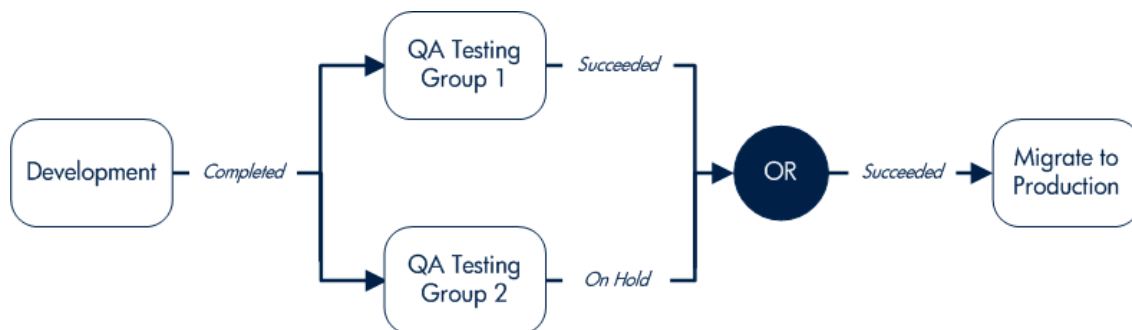 Development
Completed
QA Testing
Group 1
Succeeded
QA Testing
Group 2
On Hold
OR
Succeeded
Migrate to
Production